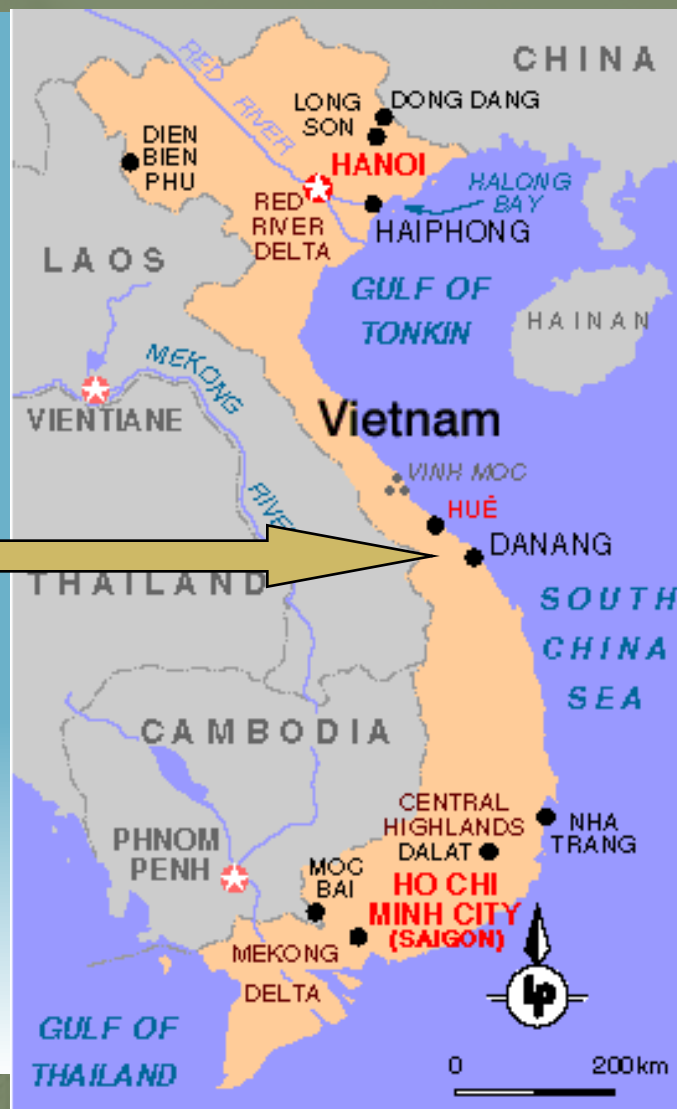 CHINA
RED
RIVER
LONG
SON
DONG DANG
DIEN
BIEN
PHU
HANOI
HALONG
BAY
RED
RIVER
DELTA
HAIPHONG
LAOS
GULF OF
TONKIN
HAINAN
MEKONG
RIVER
VIENTIANE
Vietnam
VINH MOC
HUÉ
DANANG
THAILAND
SOUTH
CHINA
SEA
CAMBODIA
CENTRAL
HIGHLANDS
DALAT
NHA
TRANG
PHNOM
PENH
MOC
BAI
HO CHI
MINH CITY
(SAIGON)
MEKONG
DELTA
lp
GULF OF
THAILAND
0 200km